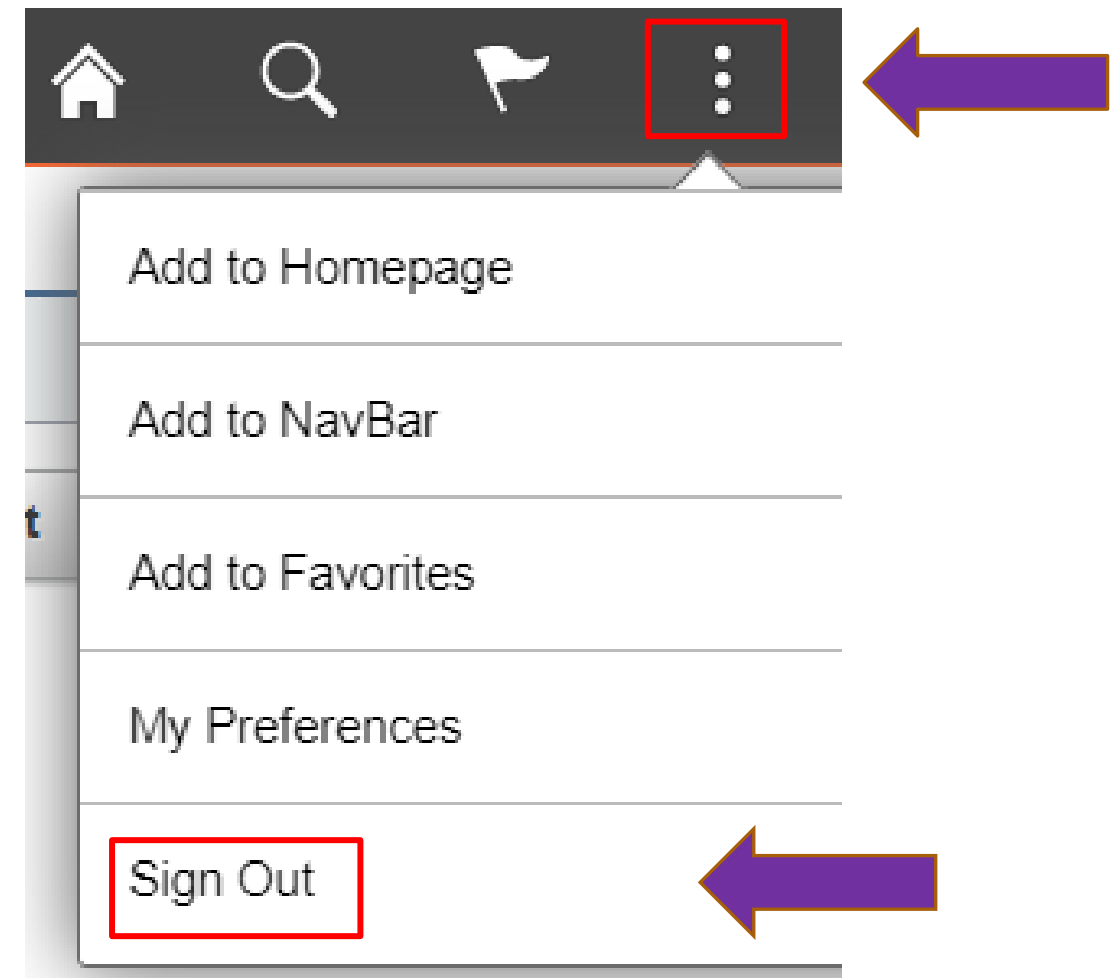 Add to Homepage
Add to NavBar
Add to Favorites
t
My Preferences
Sign Out